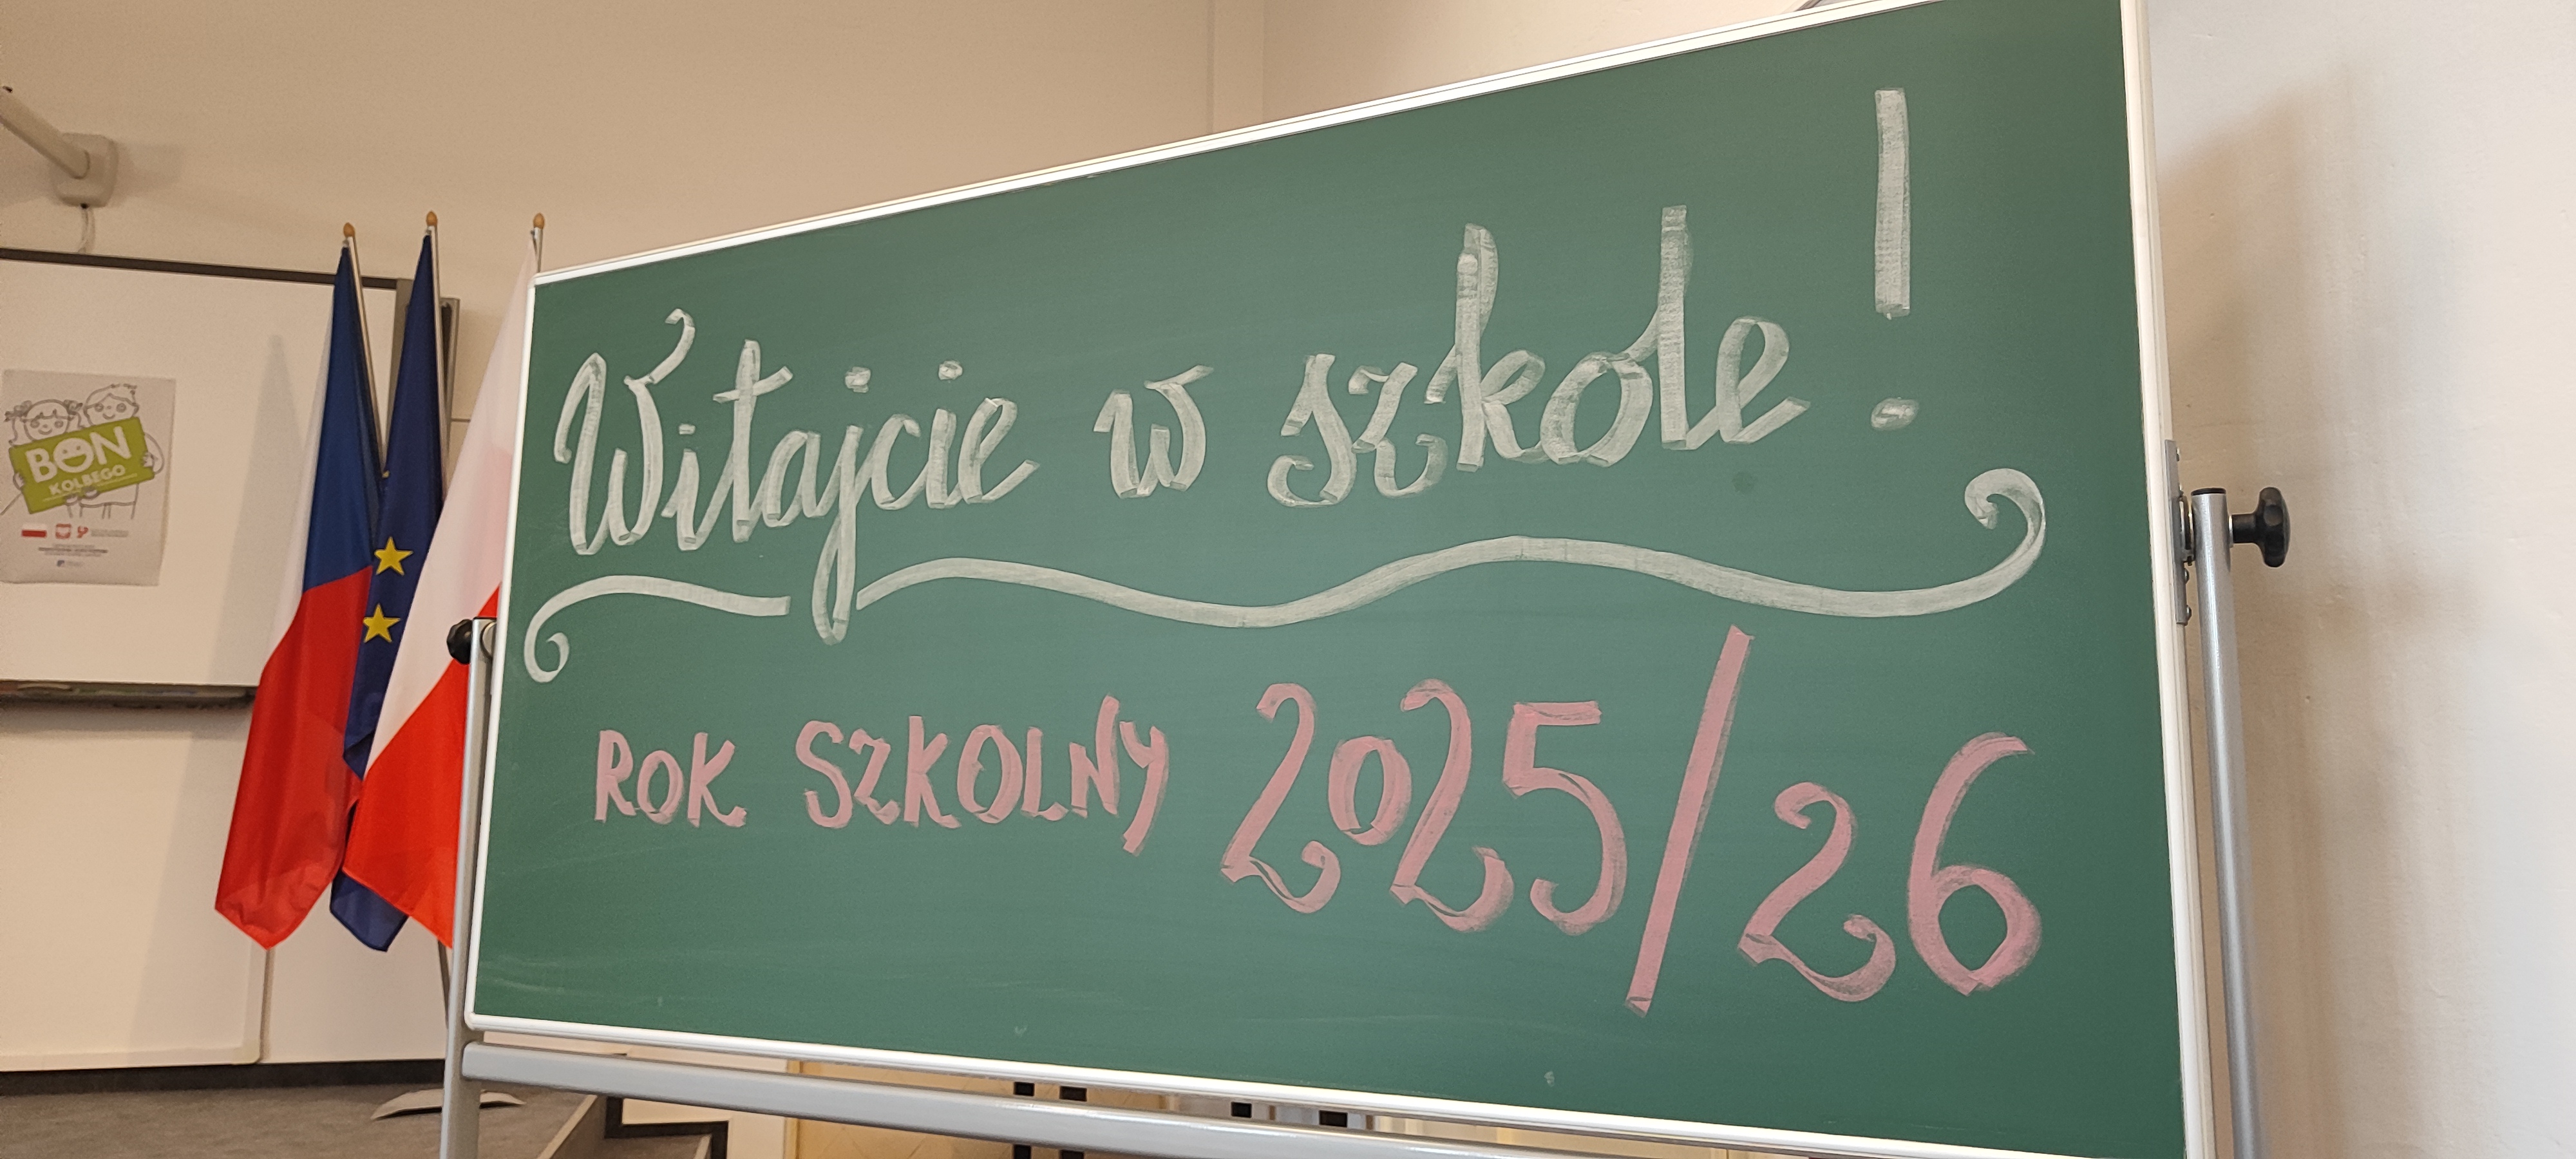 Witajcie w szkole!
ROK SZKOLNY 2025/26
BON
KOLBEGO